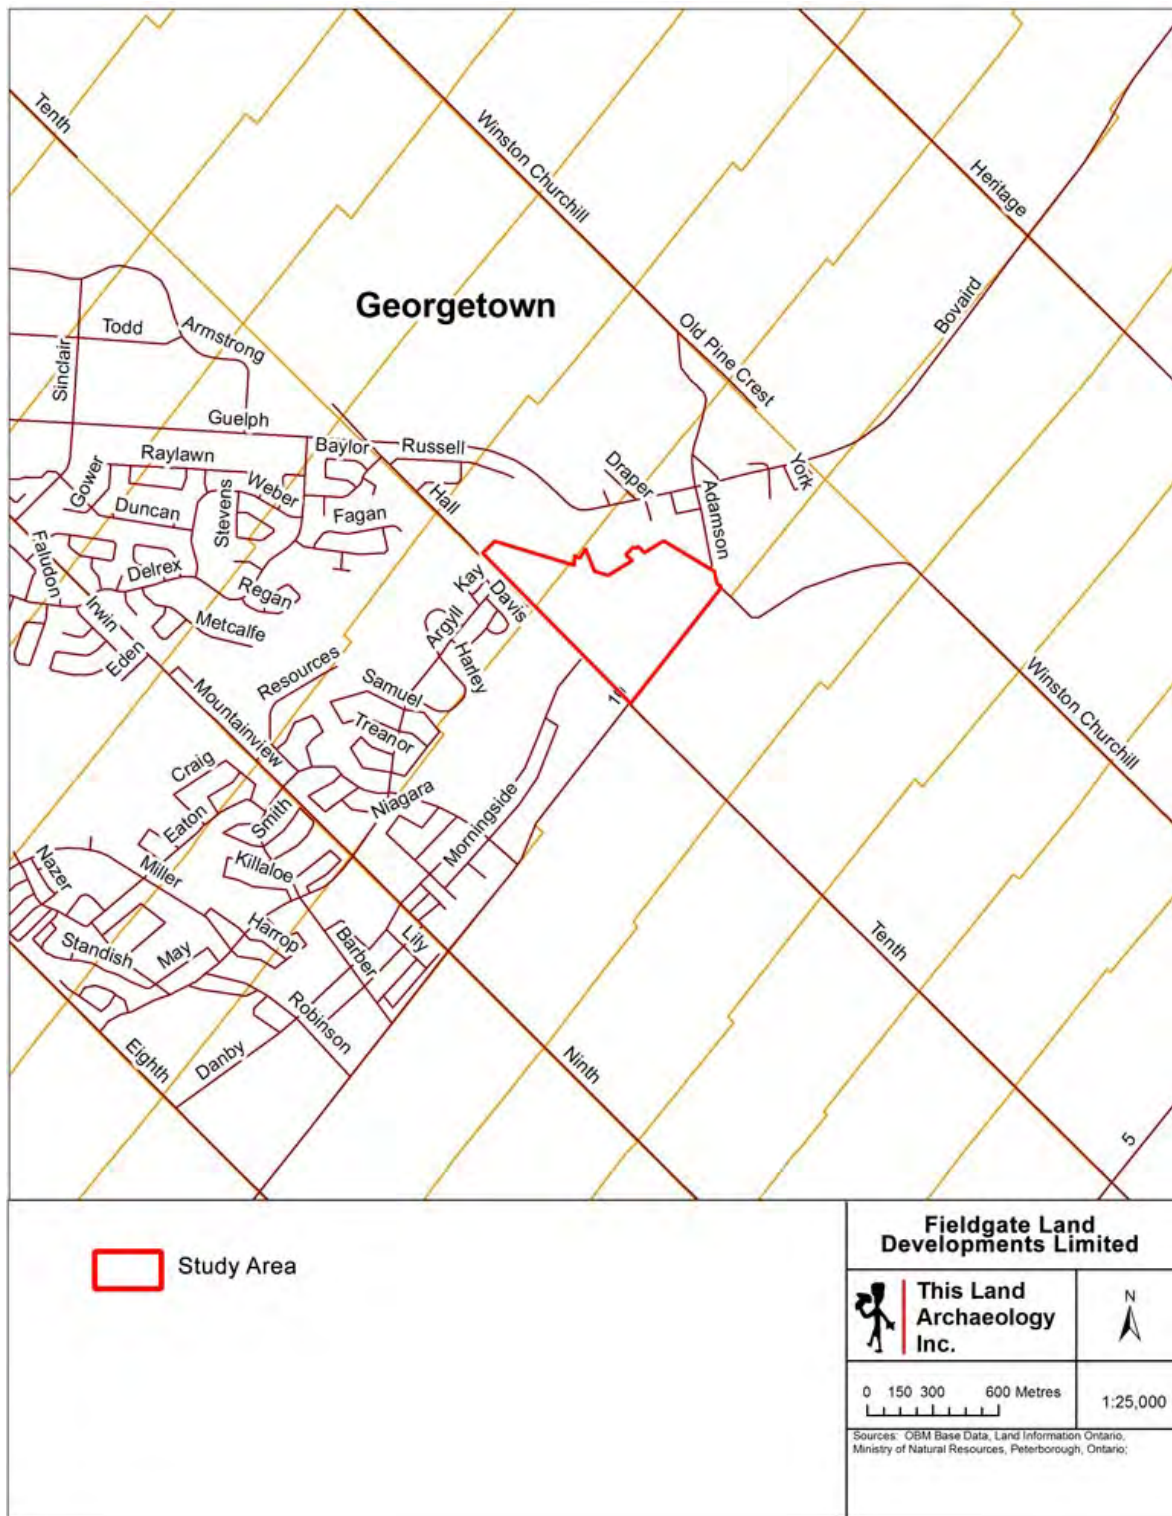 Tenth
Winston Churchill
Heritage
Georgetown
Bovaird
Old Pine Crest
Todd
Armstrong
Sinclair
Guelph
Baylor
Russell
Raylawn
Gower
Weber
Hall
Draper
York
Duncan
Stevens
Fagan
Adamson
Faludon
Delrex
Regan
Kay
Davis
Irwin
Metcalfe
Argyll
Eden
Harley
Resources
Samuel
10
Mountainview
Treanor
Winston Churchill
Craig
Niagara
Eaton
Smith
Morningside
Nazer
Miller
Killaloe
Harrop
Lily
Tenth
Standish
May
Barber
Robinson
Eighth
Danby
Ninth
5
Study Area
Fieldgate Land
Developments Limited
This Land
Archaeology
Inc.
N
0 150 300 600 Metres
1:25,000
Sources: OBM Base Data, Land Information Ontario,
Ministry of Natural Resources, Peterborough, Ontario;